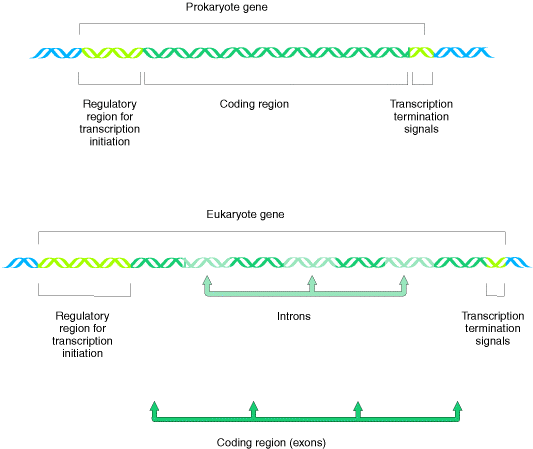 Prokaryote gene
Regulatory
region for
transcription
initiation
Coding region
Transcription
termination
signals
Eukaryote gene
Regulatory
region for
transcription
initiation
Introns
Transcription
termination
signals
Coding region (exons)